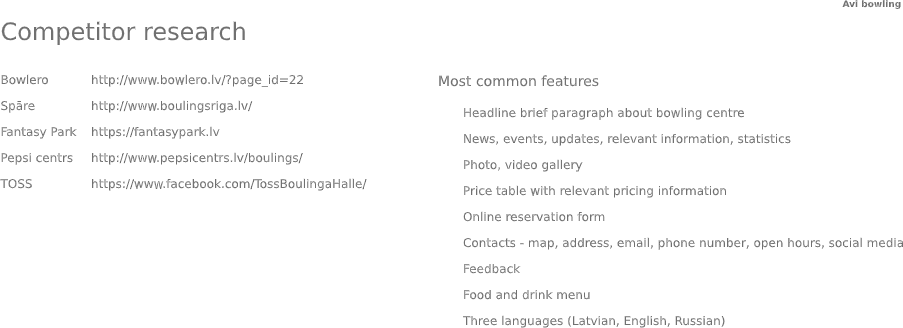 Avi bowling
Competitor research
Bowlero http://www.bowlero.lv/?page_id=22
Spāre http://www.boulingsriga.lv/
Fantasy Park https://fantasypark.lv
Pepsi centrs http://www.pepsicentrs.lv/boulings/
TOSS https://www.facebook.com/TossBoulingaHalle/
Most common features
Headline brief paragraph about bowling centre
News, events, updates, relevant information, statistics
Photo, video gallery
Price table with relevant pricing information
Online reservation form
Contacts - map, address, email, phone number, open hours, social media
Feedback
Food and drink menu
Three languages (Latvian, English, Russian)